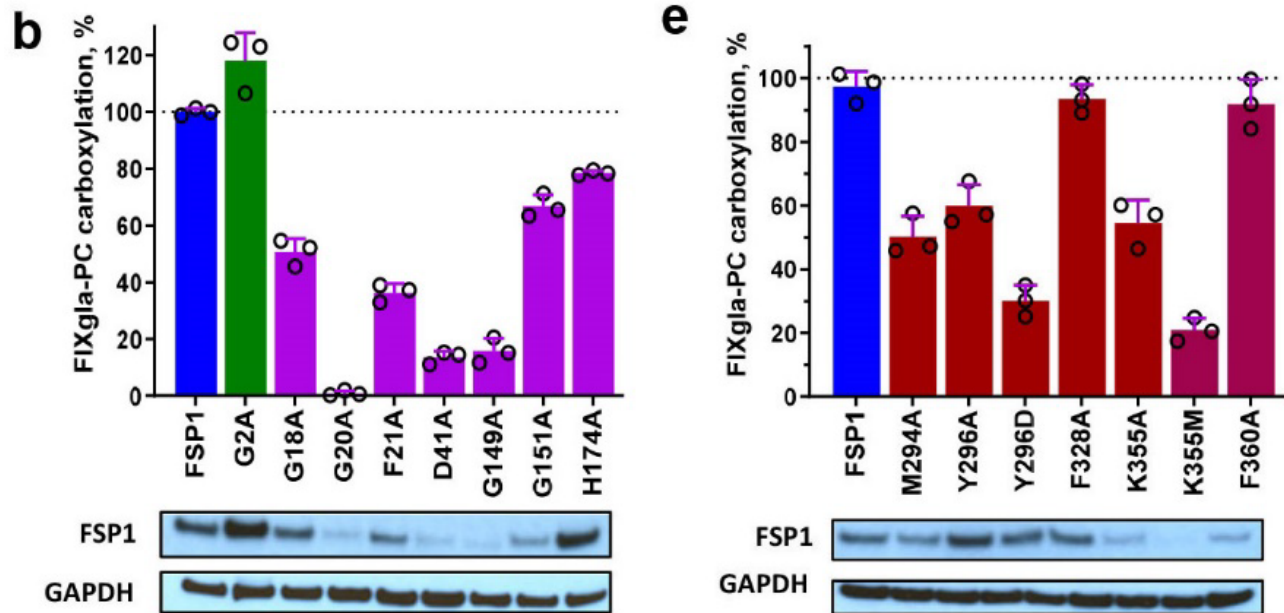 b
FIXgla-PC carboxylation, %
120
100
80
60
40
20
0
FSP1
G2A
G18A
G20A
F21A
D41A
G149A
G151A
H174A
FSP1
GAPDH
e
FIXgla-PC carboxylation, %
100
80
60
40
20
0
FSP1
M294A
Y296A
Y296D
F328A
K355A
K355M
F360A
FSP1
GAPDH